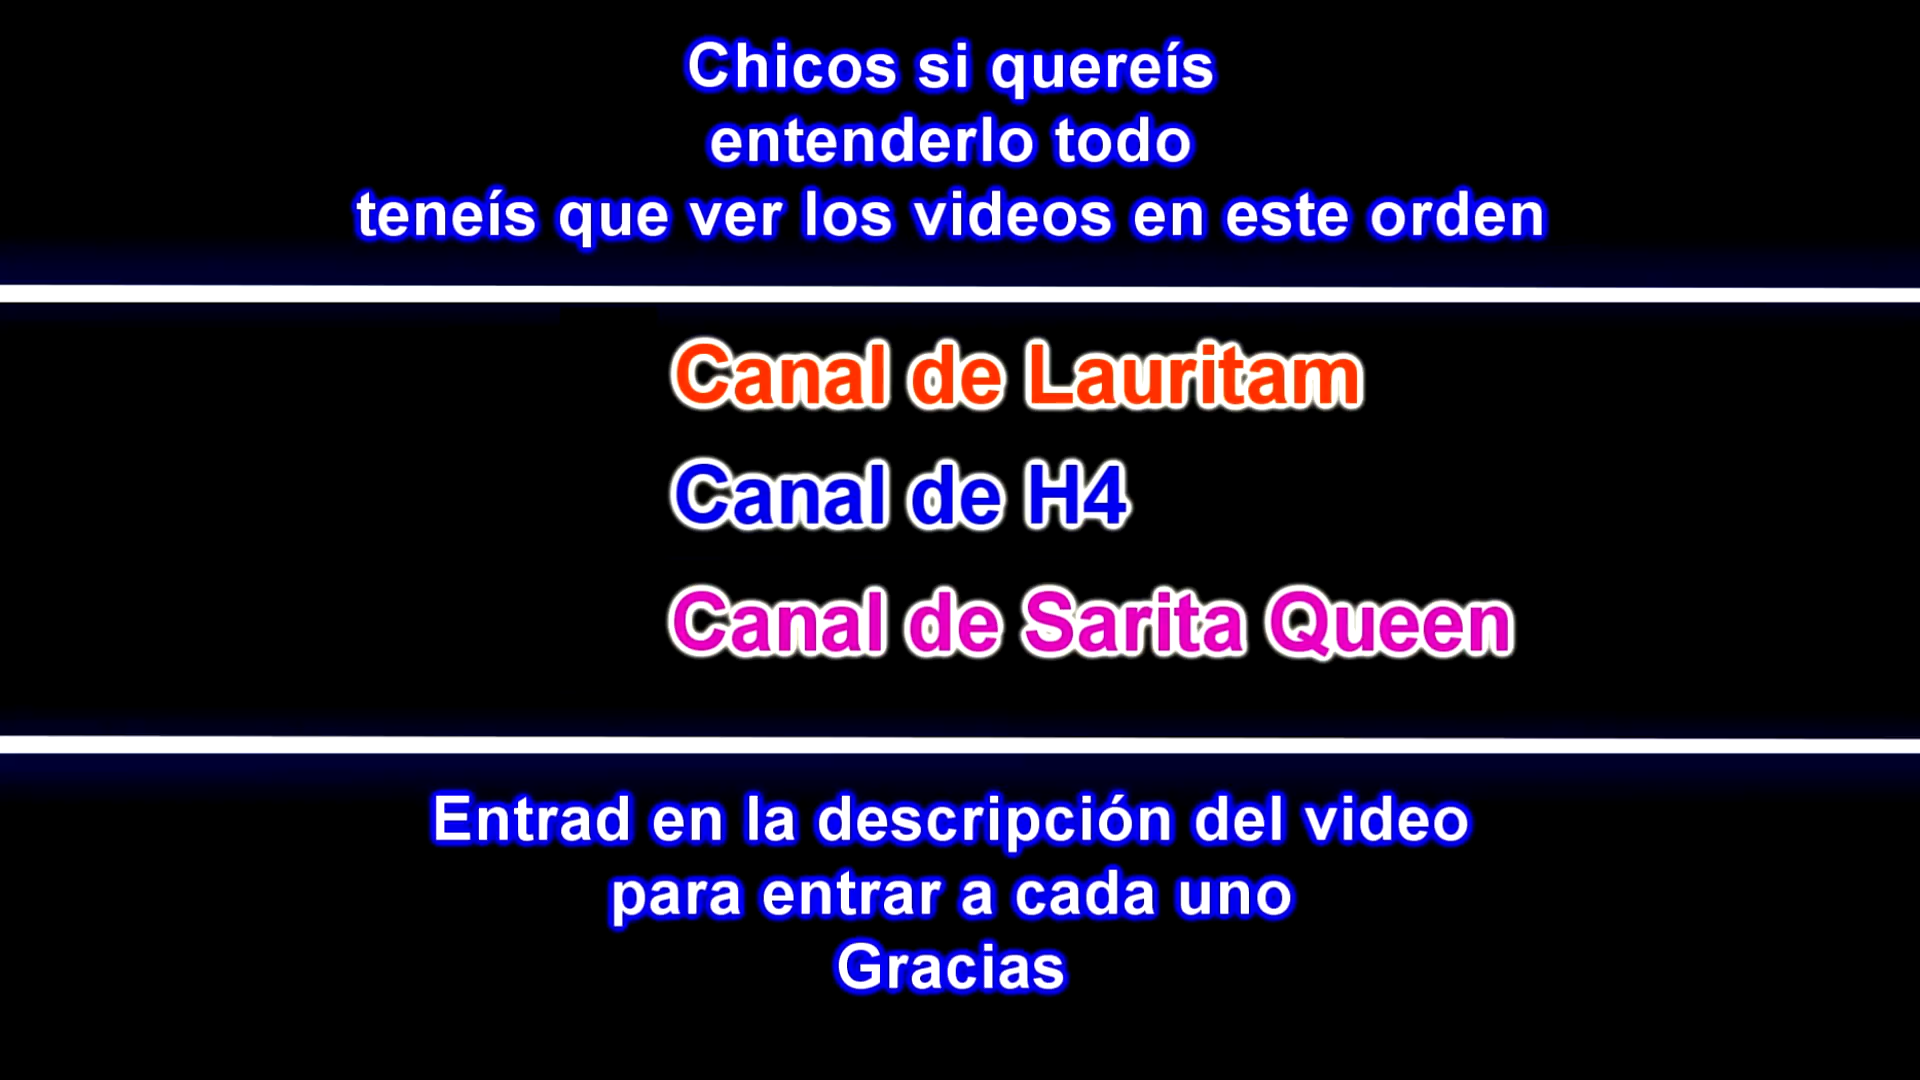 Chicos si quereís
entenderlo todo
teneís que ver los videos en este orden
Canal de Lauritam
Canal de H4
Canal de Sarita Queen
Entrad en la descripción del video
para entrar a cada uno
Gracias